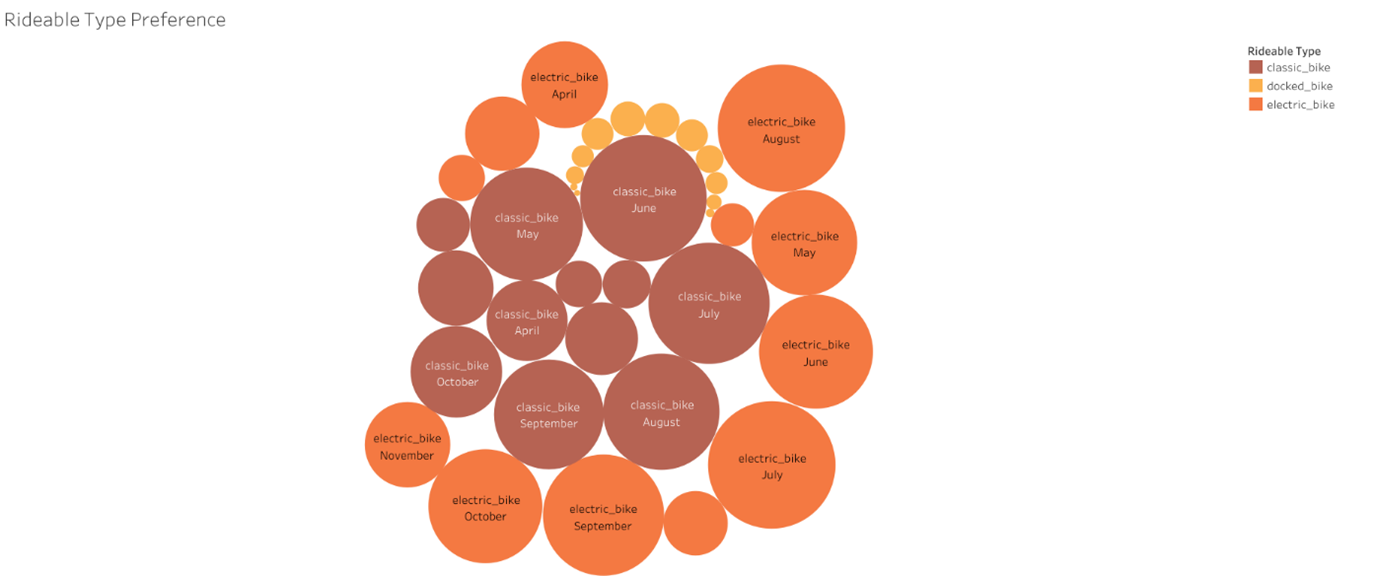 Rideable Type Preference
Rideable Type
classic_bike
docked_bike
electric_bike
electric_bike
April
electric_bike
August
classic_bike
June
classic_bike
May
electric_bike
May
classic_bike
July
classic_bike
April
electric_bike
June
classic_bike
October
classic_bike
September
classic_bike
August
electric_bike
November
electric_bike
July
electric_bike
October
electric_bike
September